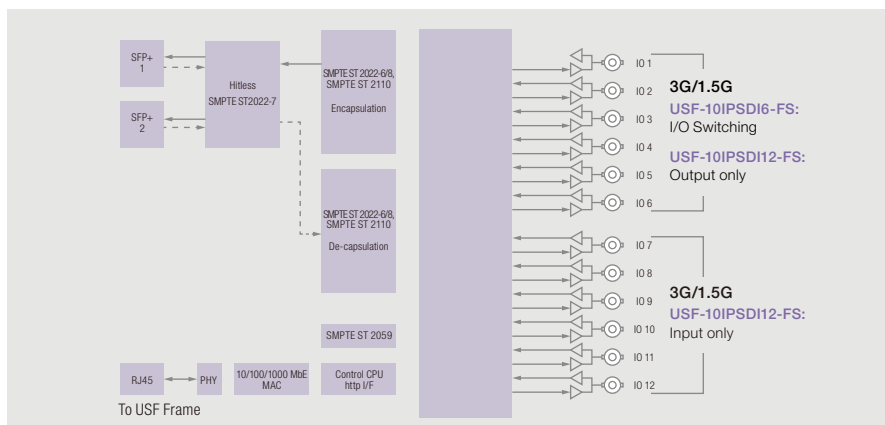 SFP+
1
SFP+
2
Hitless
SMPTE ST2022-7
SMPTE ST 2022-6/8,
SMPTE ST 2110
Encapsulation
SMPTE ST 2022-6/8,
SMPTE ST 2110
De-capsulation
SMPTE ST 2059
RJ45
PHY
10/100/1000 MbE
MAC
Control CPU
http I/F
To USF Frame
IO 1
IO 2
IO 3
IO 4
IO 5
IO 6
3G/1.5G
USF-10IPSDI6-FS:
I/O Switching
USF-10IPSDI12-FS:
Output only
IO 7
IO 8
IO 9
IO 10
IO 11
IO 12
3G/1.5G
USF-10IPSDI12-FS:
Input only